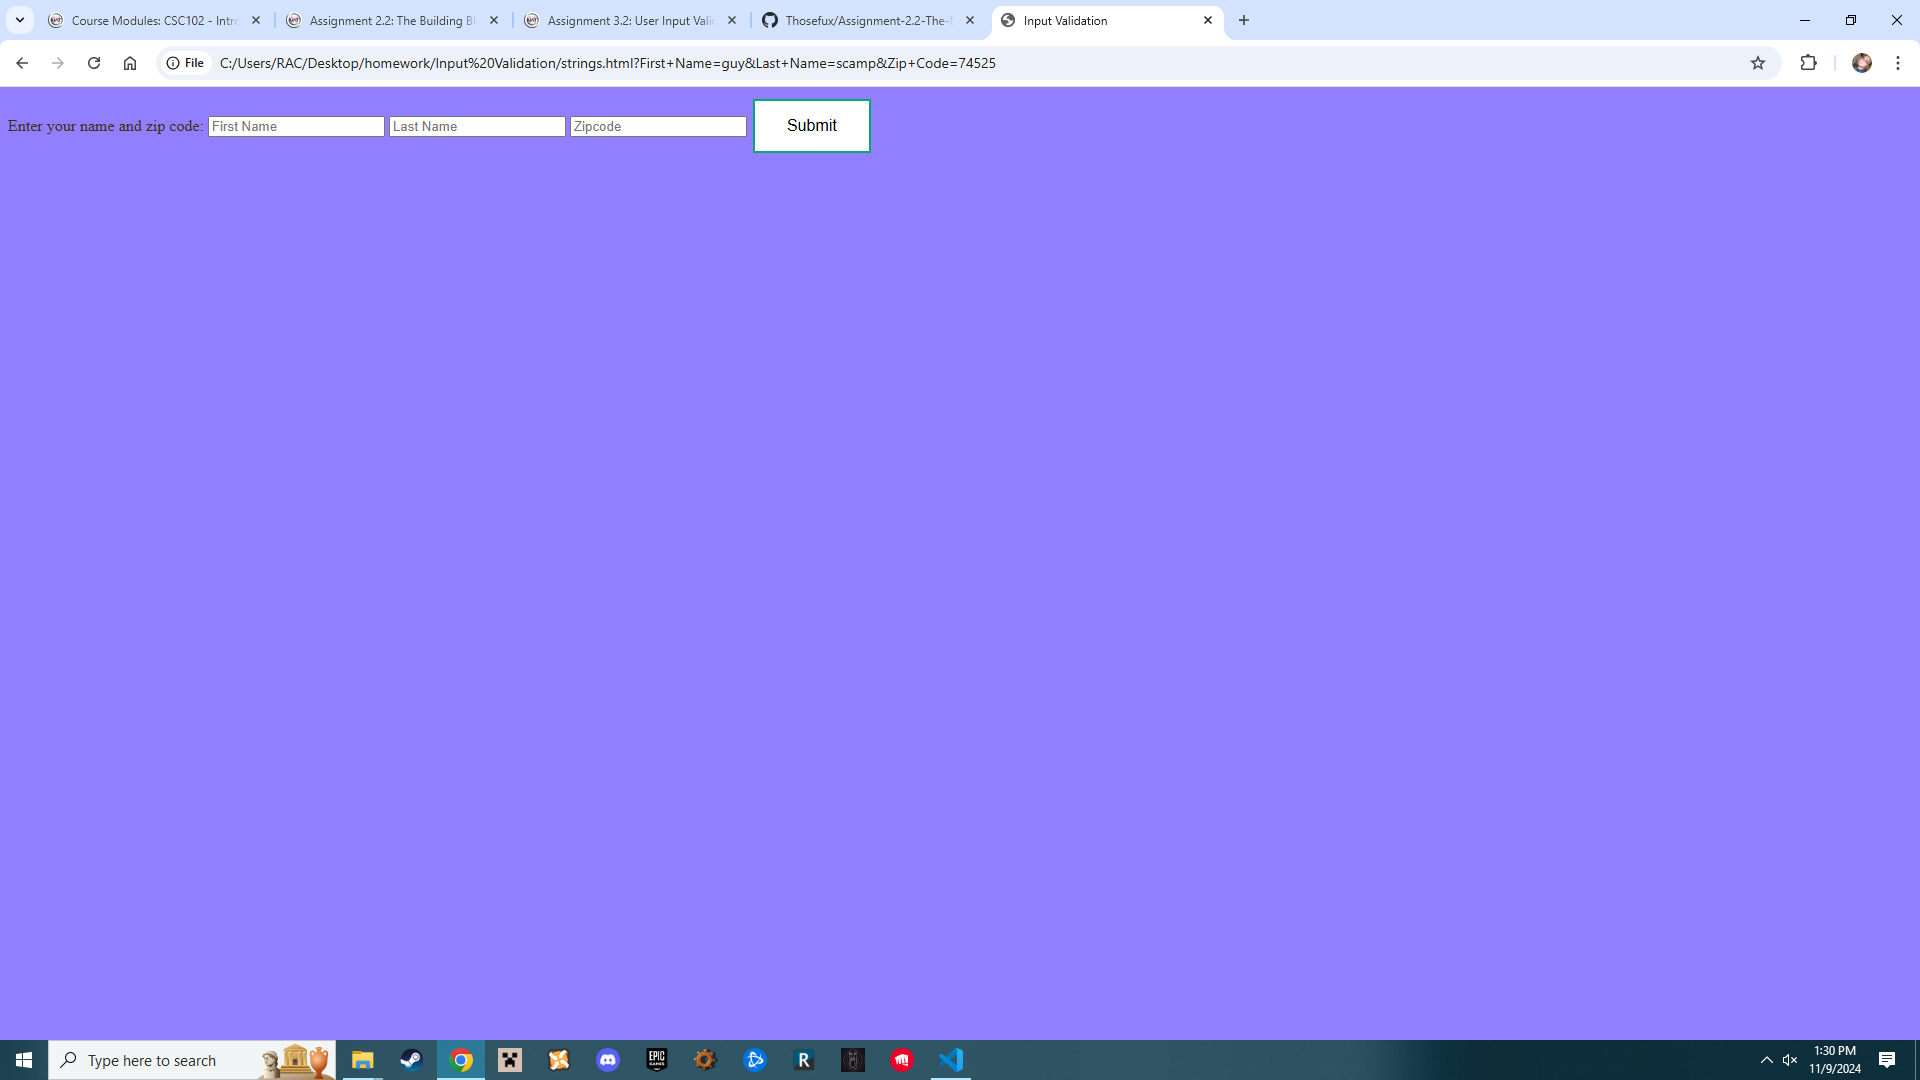 Course Modules: CSC102 - Intro
Assignment 2.2: The Building Bl
Assignment 3.2: User Input Valid
Thosefux/Assignment-2.2-The-B
Input Validation
File C:/Users/RAC/Desktop/homework/Input%20Validation/strings.html?First+Name=guy&Last+Name=scamp&Zip+Code=74525
Enter your name and zip code: First Name Last Name Zipcode Submit
Type here to search
EPIC GAMES
R
1:30 PM
11/9/2024